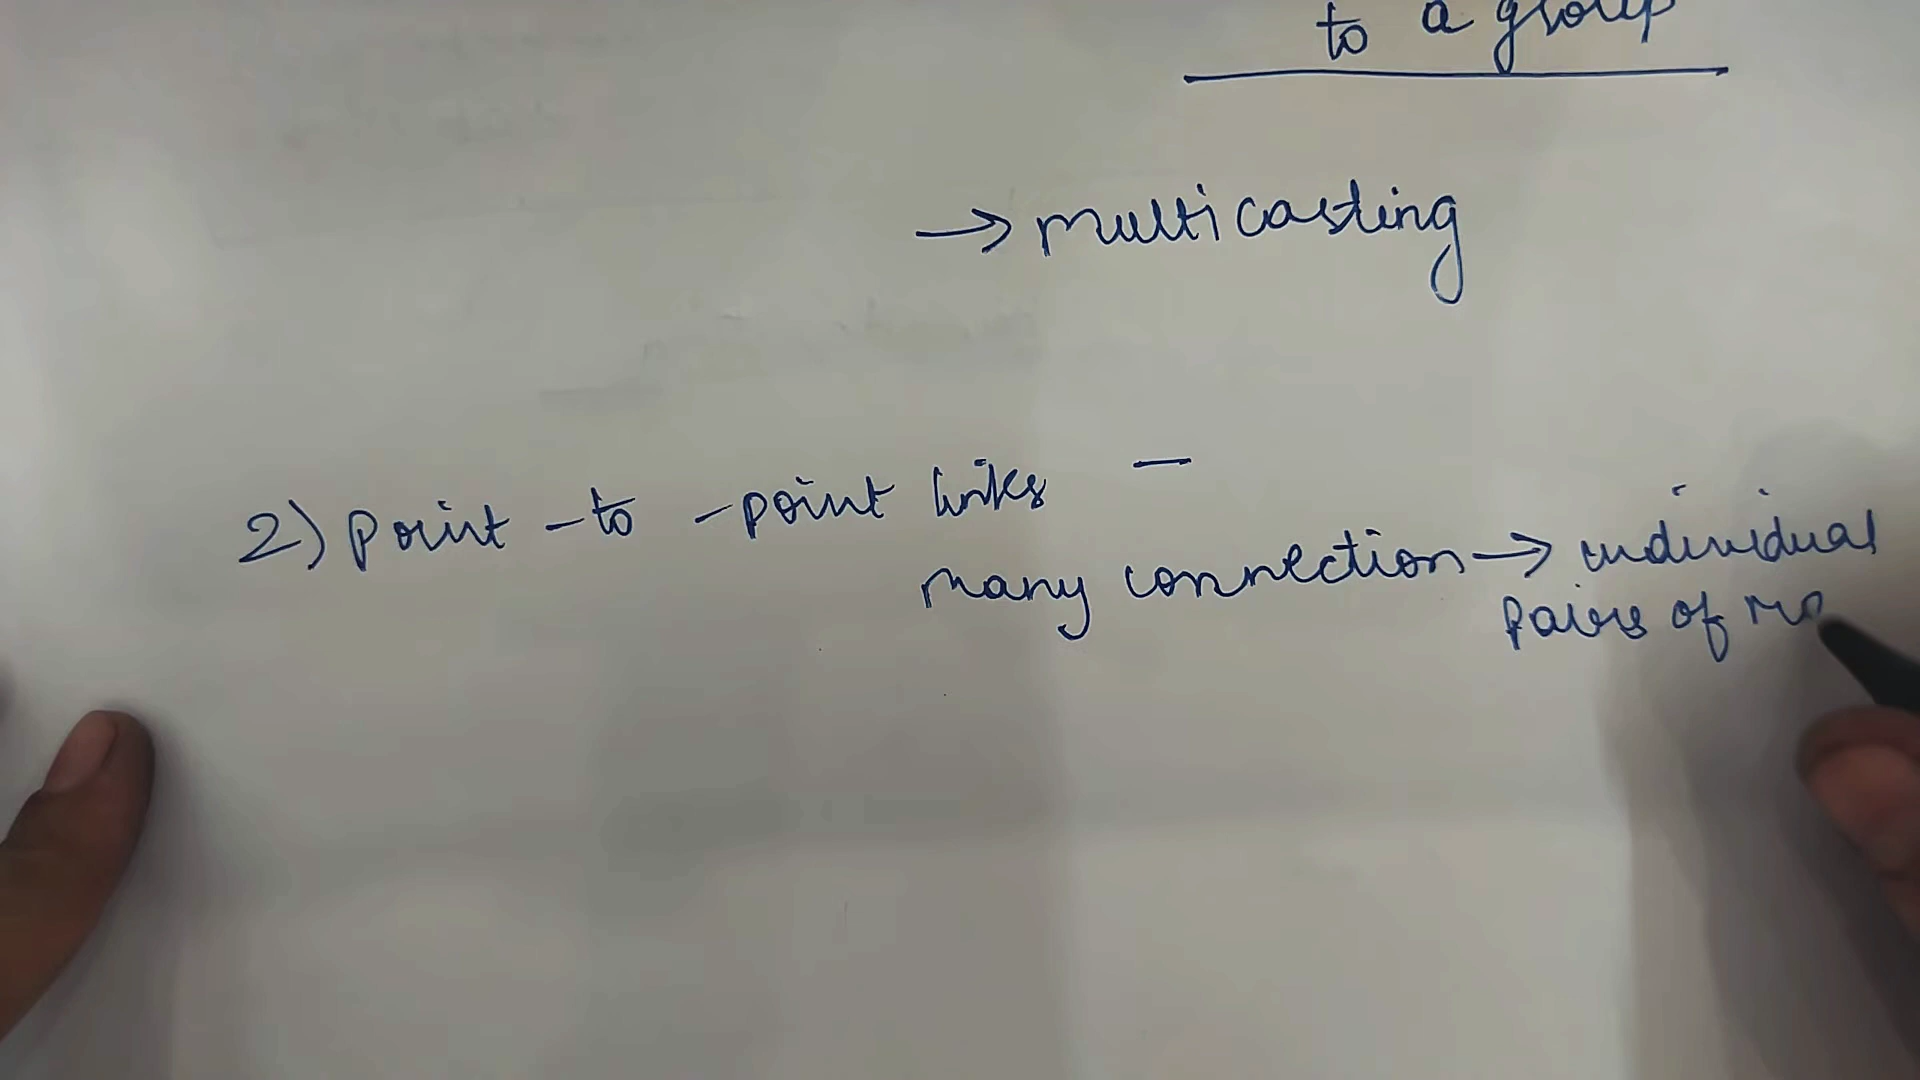 to a group
→ multicasting
2) Point - to - point links -
many connection → individual
Pairs of